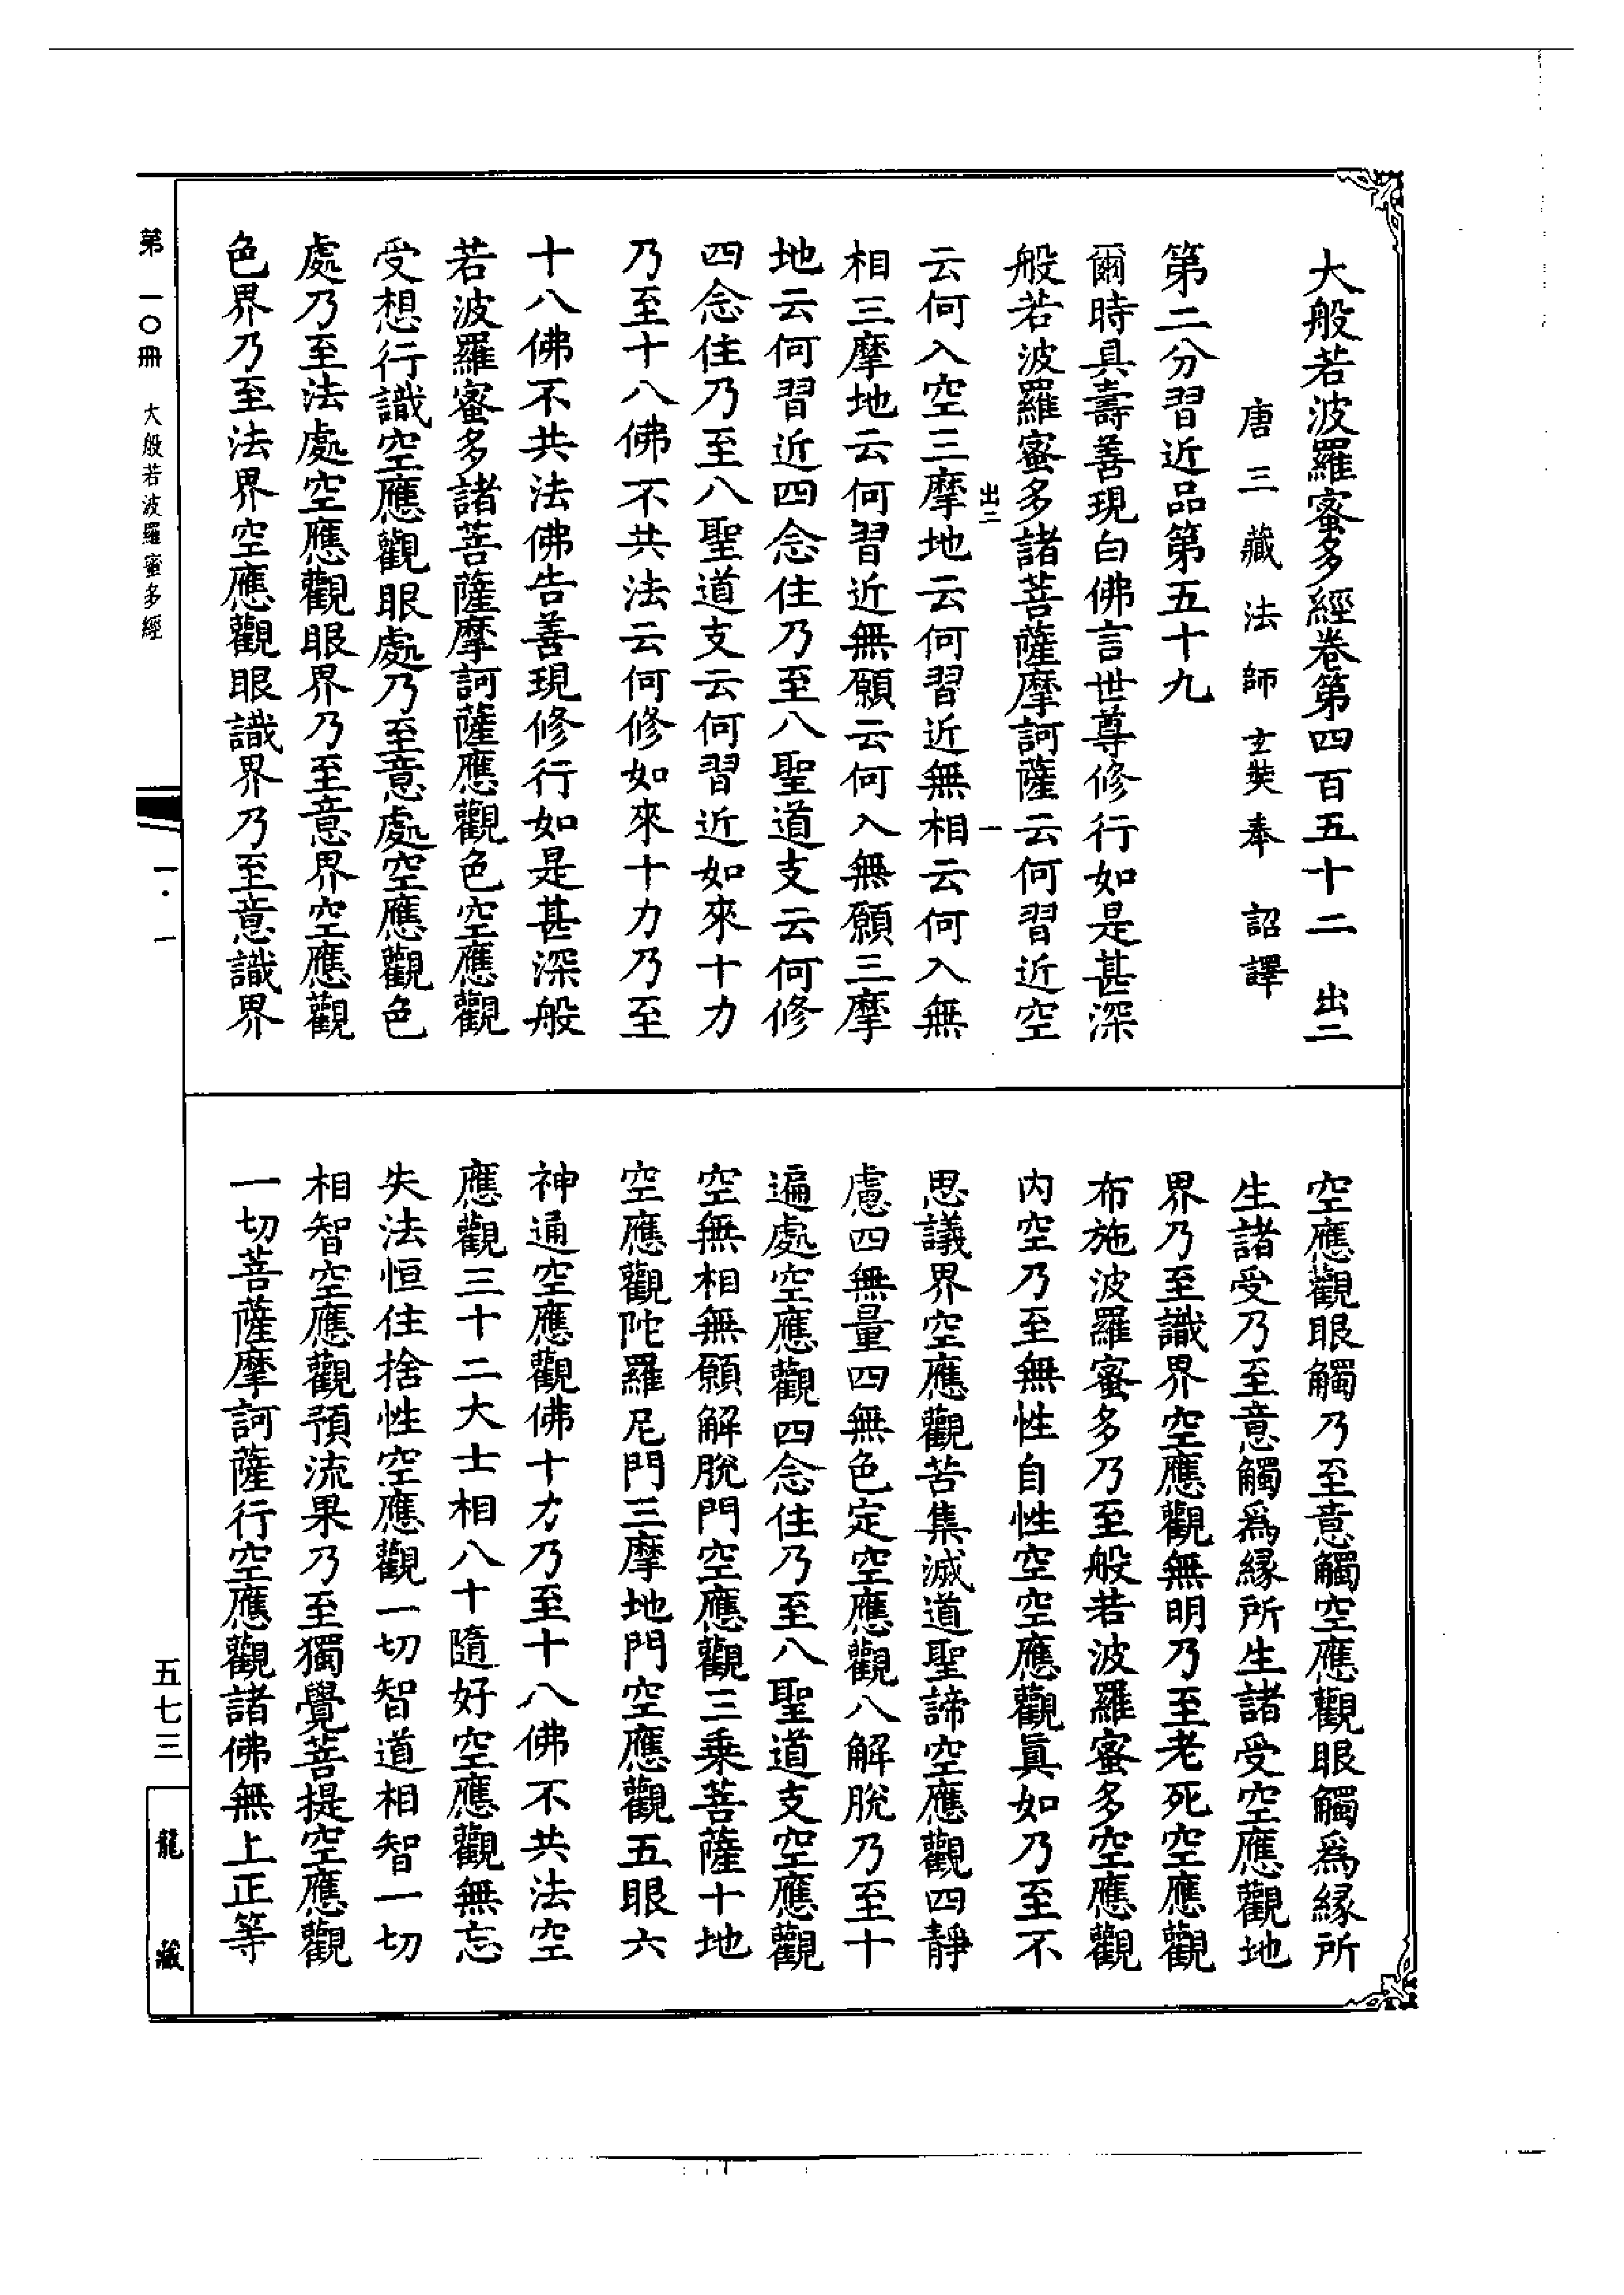 大般若波羅蜜多經卷第四百五十二　出二
唐三藏法師玄奘奉　詔譯
第二分習近品第五十九
爾時具壽善現白佛言世尊修行如是甚深
般若波羅蜜多諸菩薩摩訶薩云何習近空
出二　一
云何入空三摩地云何習近無相云何入無
相三摩地云何習近無願云何入無願三摩
地云何習近四念住乃至八聖道支云何修
四念住乃至八聖道支云何習近如來十力
乃至十八佛不共法云何修如來十力乃至
十八佛不共法佛告善現修行如是甚深般
若波羅蜜多諸菩薩摩訶薩應觀色空應觀
受想行識空應觀眼處乃至意處空應觀色
處乃至法處空應觀眼界乃至意界空應觀
色界乃至法界空應觀眼識界乃至意識界
空應觀眼觸乃至意觸空應觀眼觸爲緣所
生諸受乃至意觸爲緣所生諸受空應觀地
界乃至識界空應觀無明乃至老死空應觀
布施波羅蜜多乃至般若波羅蜜多空應觀
內空乃至無性自性空空應觀眞如乃至不
思議界空應觀苦集滅道聖諦空應觀四靜
慮四無量四無色定空應觀八解脫乃至十
遍處空應觀四念住乃至八聖道支空應觀
空無相無願解脫門空應觀三乘菩薩十地
空應觀陀羅尼門三摩地門空應觀五眼六
神通空應觀佛十力乃至十八佛不共法空
應觀三十二大士相八十隨好空應觀無忘
失法恒住捨性空應觀一切智道相智一切
相智空應觀預流果乃至獨覺菩提空應觀
一切菩薩摩訶薩行空應觀諸佛無上正等
第一〇冊　大般若波羅蜜多經
一・一
五七三
龍藏